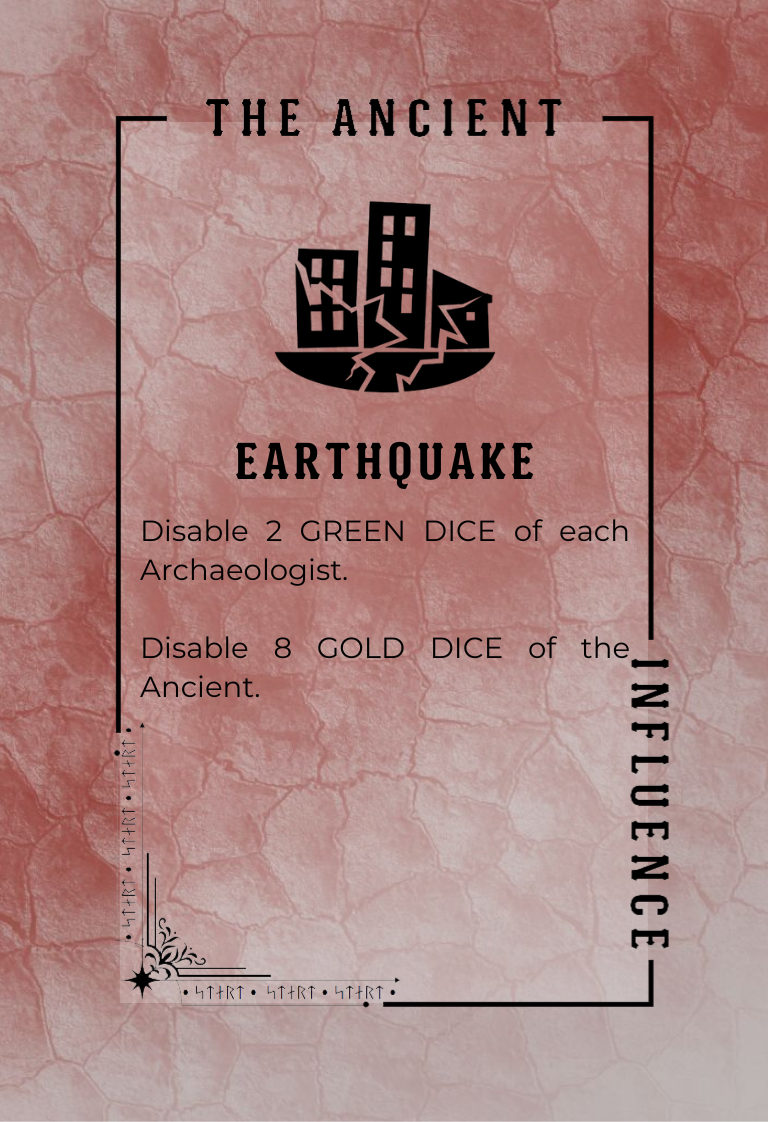 THE ANCIENT
EARTHQUAKE
Disable 2 GREEN DICE of each
Archaeologist.
Disable 8 GOLD DICE of the
Ancient.
INFLUENCE